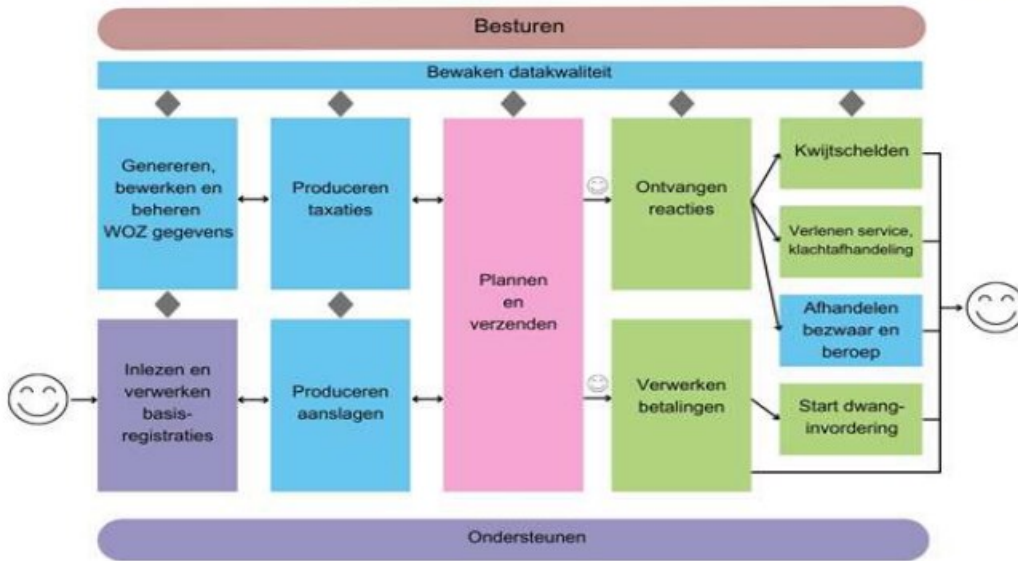 Besturen
Bewaken datakwaliteit
Genereren,
bewerken en
beheren
WOZ gegevens
Produceren
taxaties
Plannen
en
verzenden
Ontvangen
reacties
Kwijtschelden
Verlenen service,
klachtafhandeling
Afhandelen
bezwaar en
beroep
Inlezen en
verwerken
basis-
registraties
Produceren
aanslagen
Verwerken
betalingen
Start dwang-
invordering
Ondersteunen